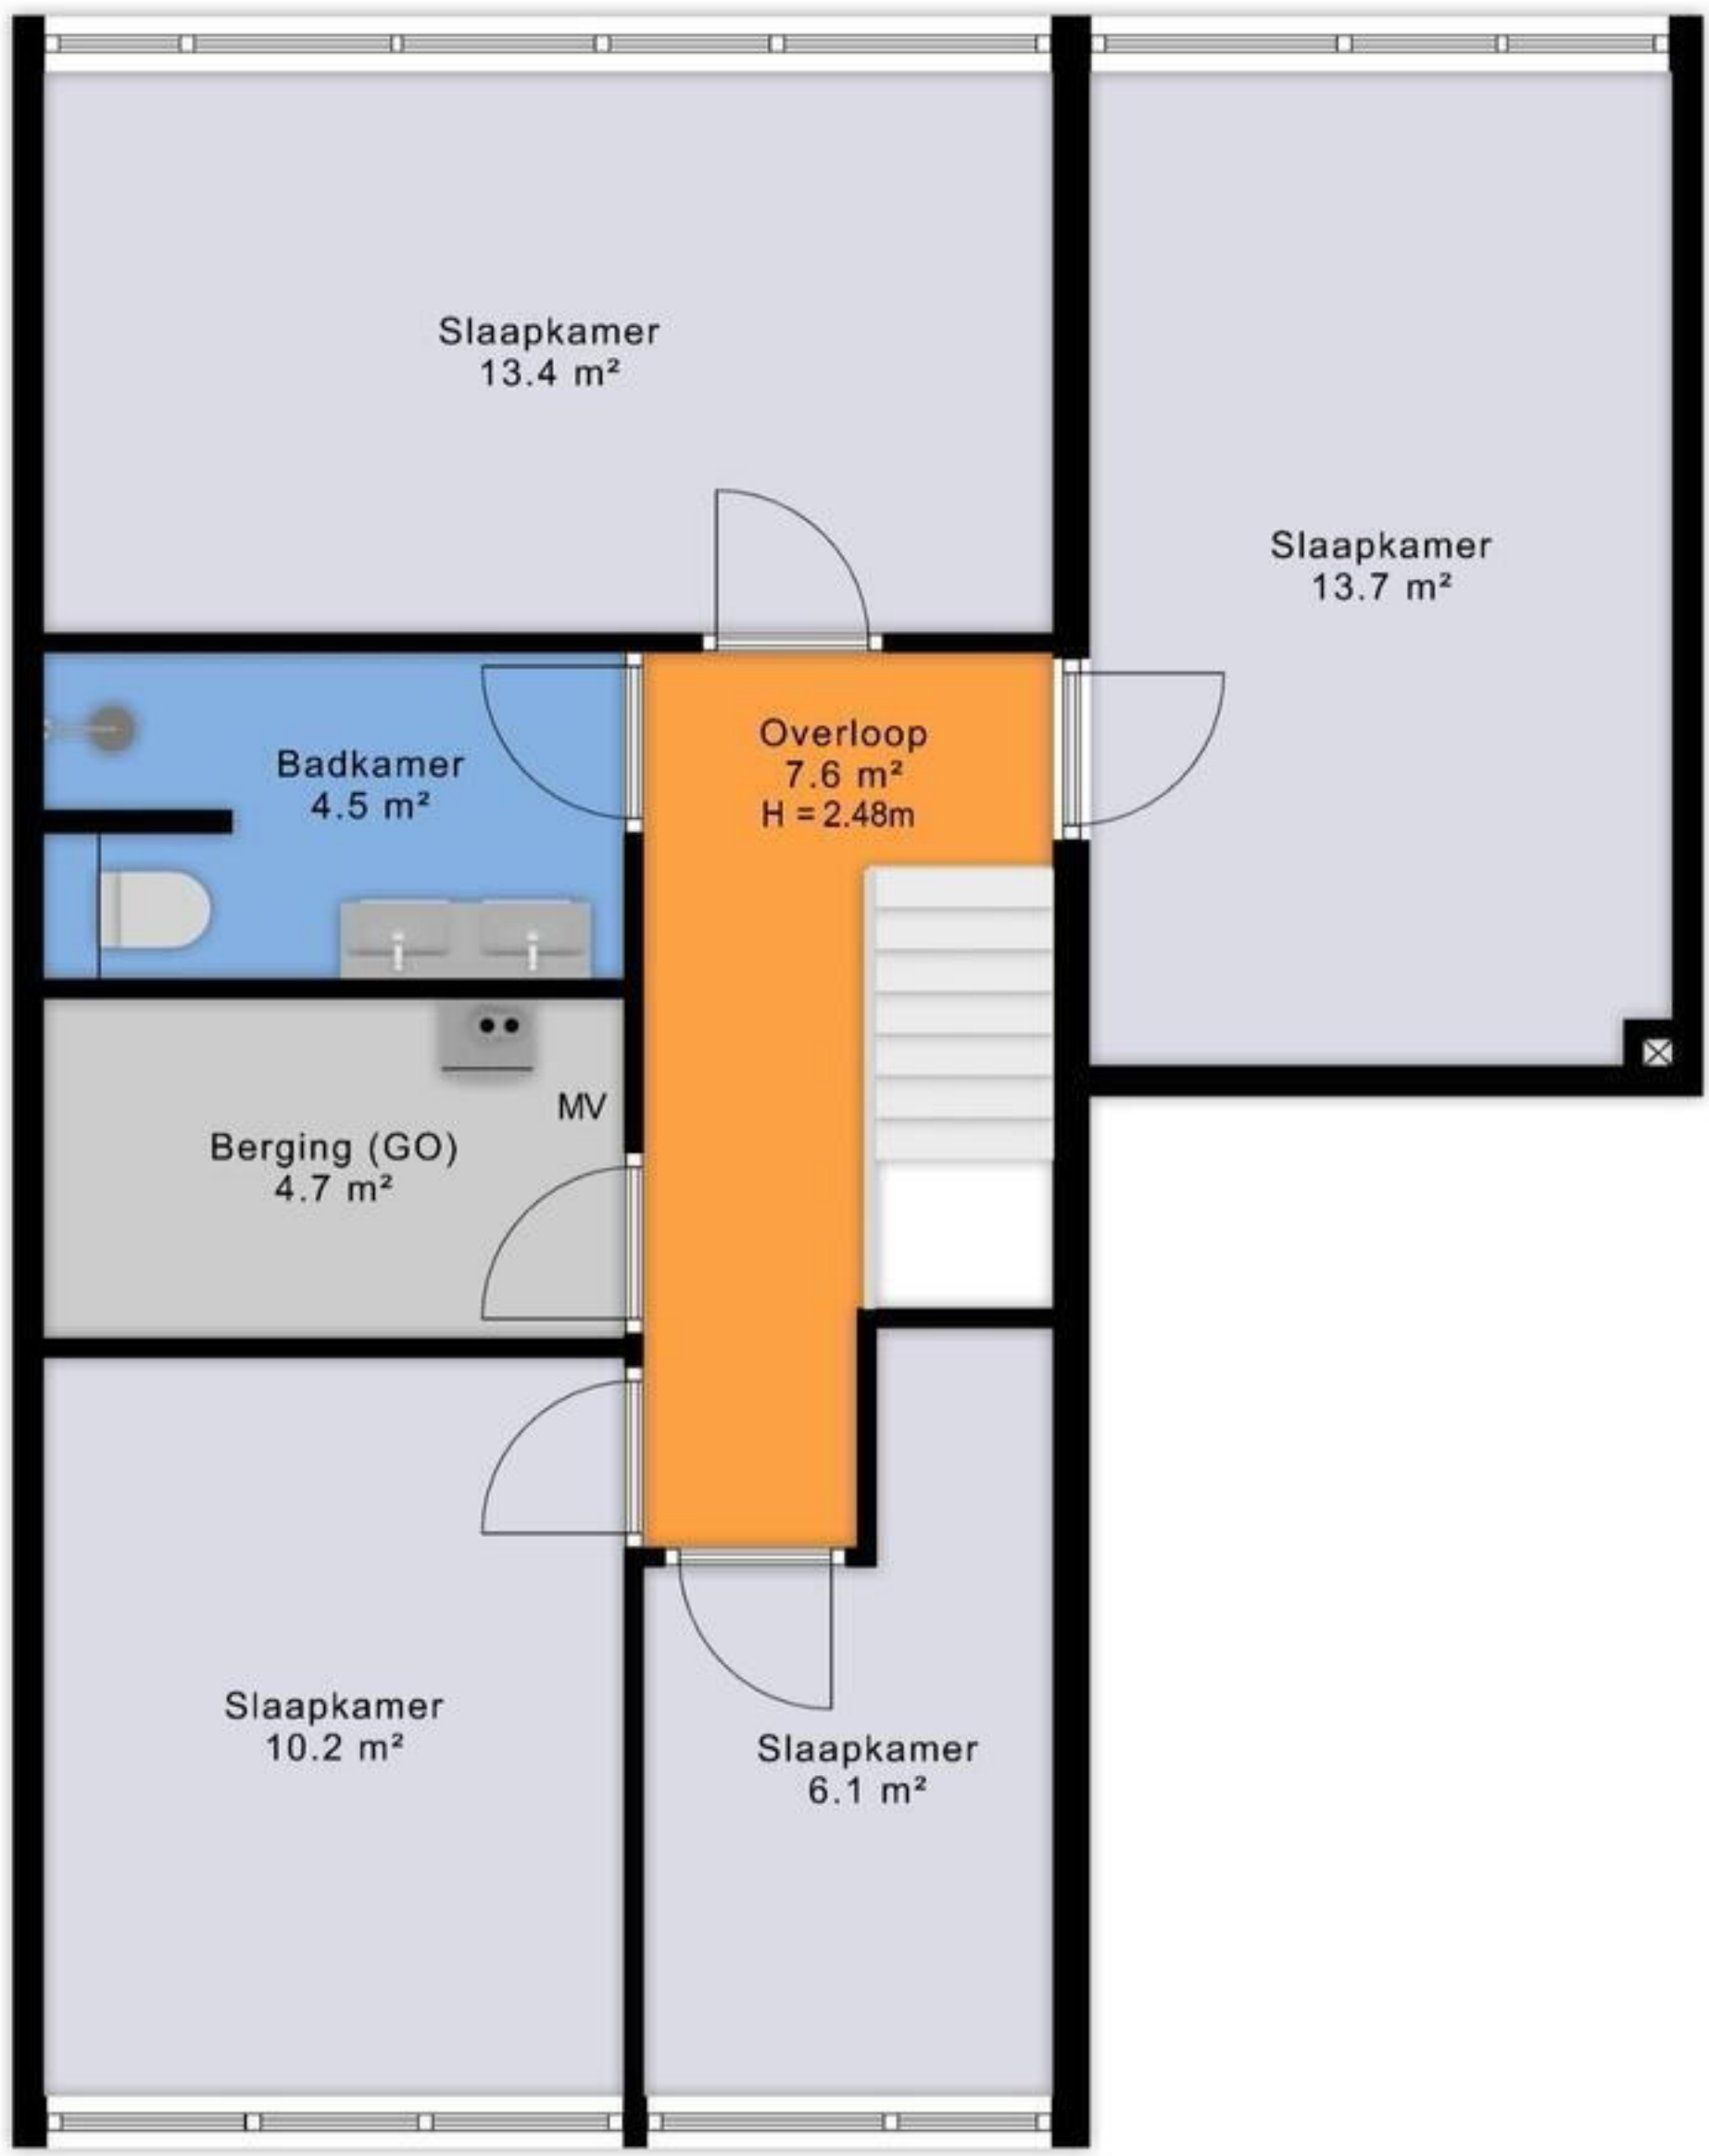 Slaapkamer
13.4 m²
Slaapkamer
13.7 m²
Badkamer
4.5 m²
Overloop
7.6 m²
H = 2.48m
MV
Berging (GO)
4.7 m²
Slaapkamer
10.2 m²
Slaapkamer
6.1 m²